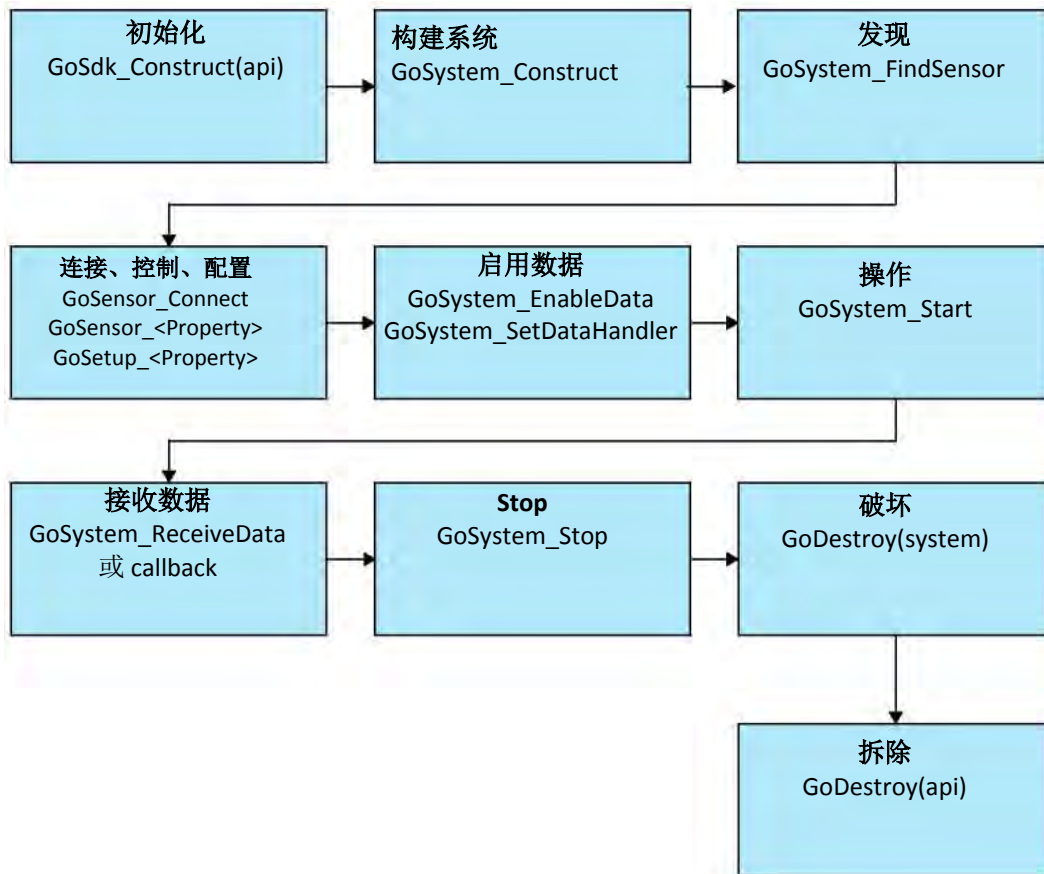 初始化
GoSdk_Construct(api)
构建系统
GoSystem_Construct
发现
GoSystem_FindSensor
连接、控制、配置
GoSensor_Connect
GoSensor_<Property>
GoSetup_<Property>
启用数据
GoSystem_EnableData
GoSystem_SetDataHandler
操作
GoSystem_Start
接收数据
GoSystem_ReceiveData
或 callback
Stop
GoSystem_Stop
破坏
GoDestroy(system)
拆除
GoDestroy(api)